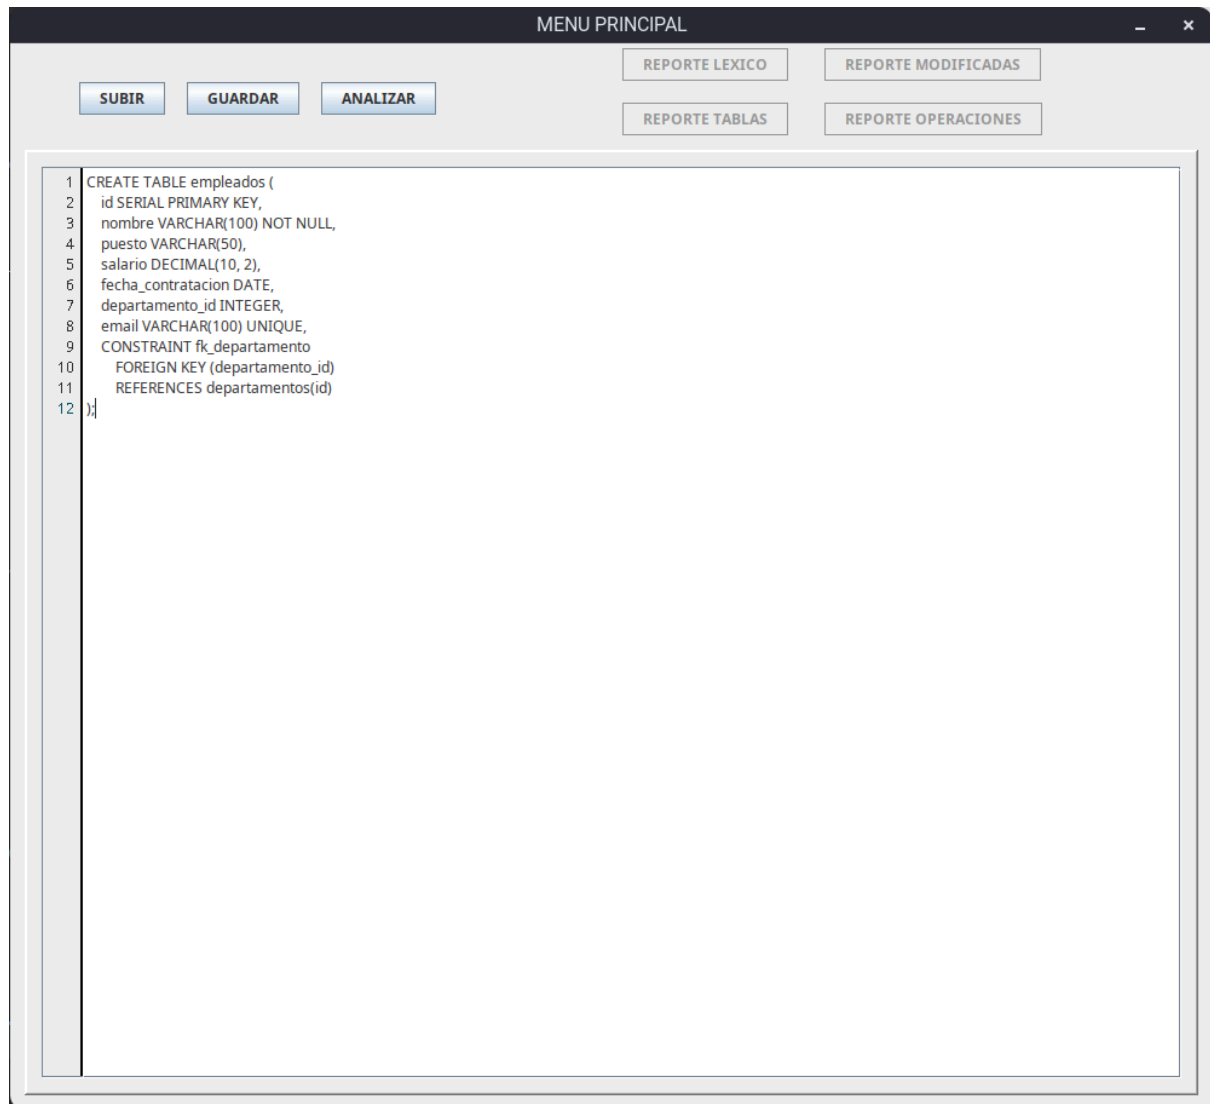 MENU PRINCIPAL
REPORTE LEXICO
REPORTE MODIFICADAS
SUBIR
GUARDAR
ANALIZAR
REPORTE TABLAS
REPORTE OPERACIONES
1 CREATE TABLE empleados (
2 id SERIAL PRIMARY KEY,
3 nombre VARCHAR(100) NOT NULL,
4 puesto VARCHAR(50),
5 salario DECIMAL(10, 2),
6 fecha_contratacion DATE,
7 departamento_id INTEGER,
8 email VARCHAR(100) UNIQUE,
9 CONSTRAINT fk_departamento
10 FOREIGN KEY (departamento_id)
11 REFERENCES departamentos(id)
12 );